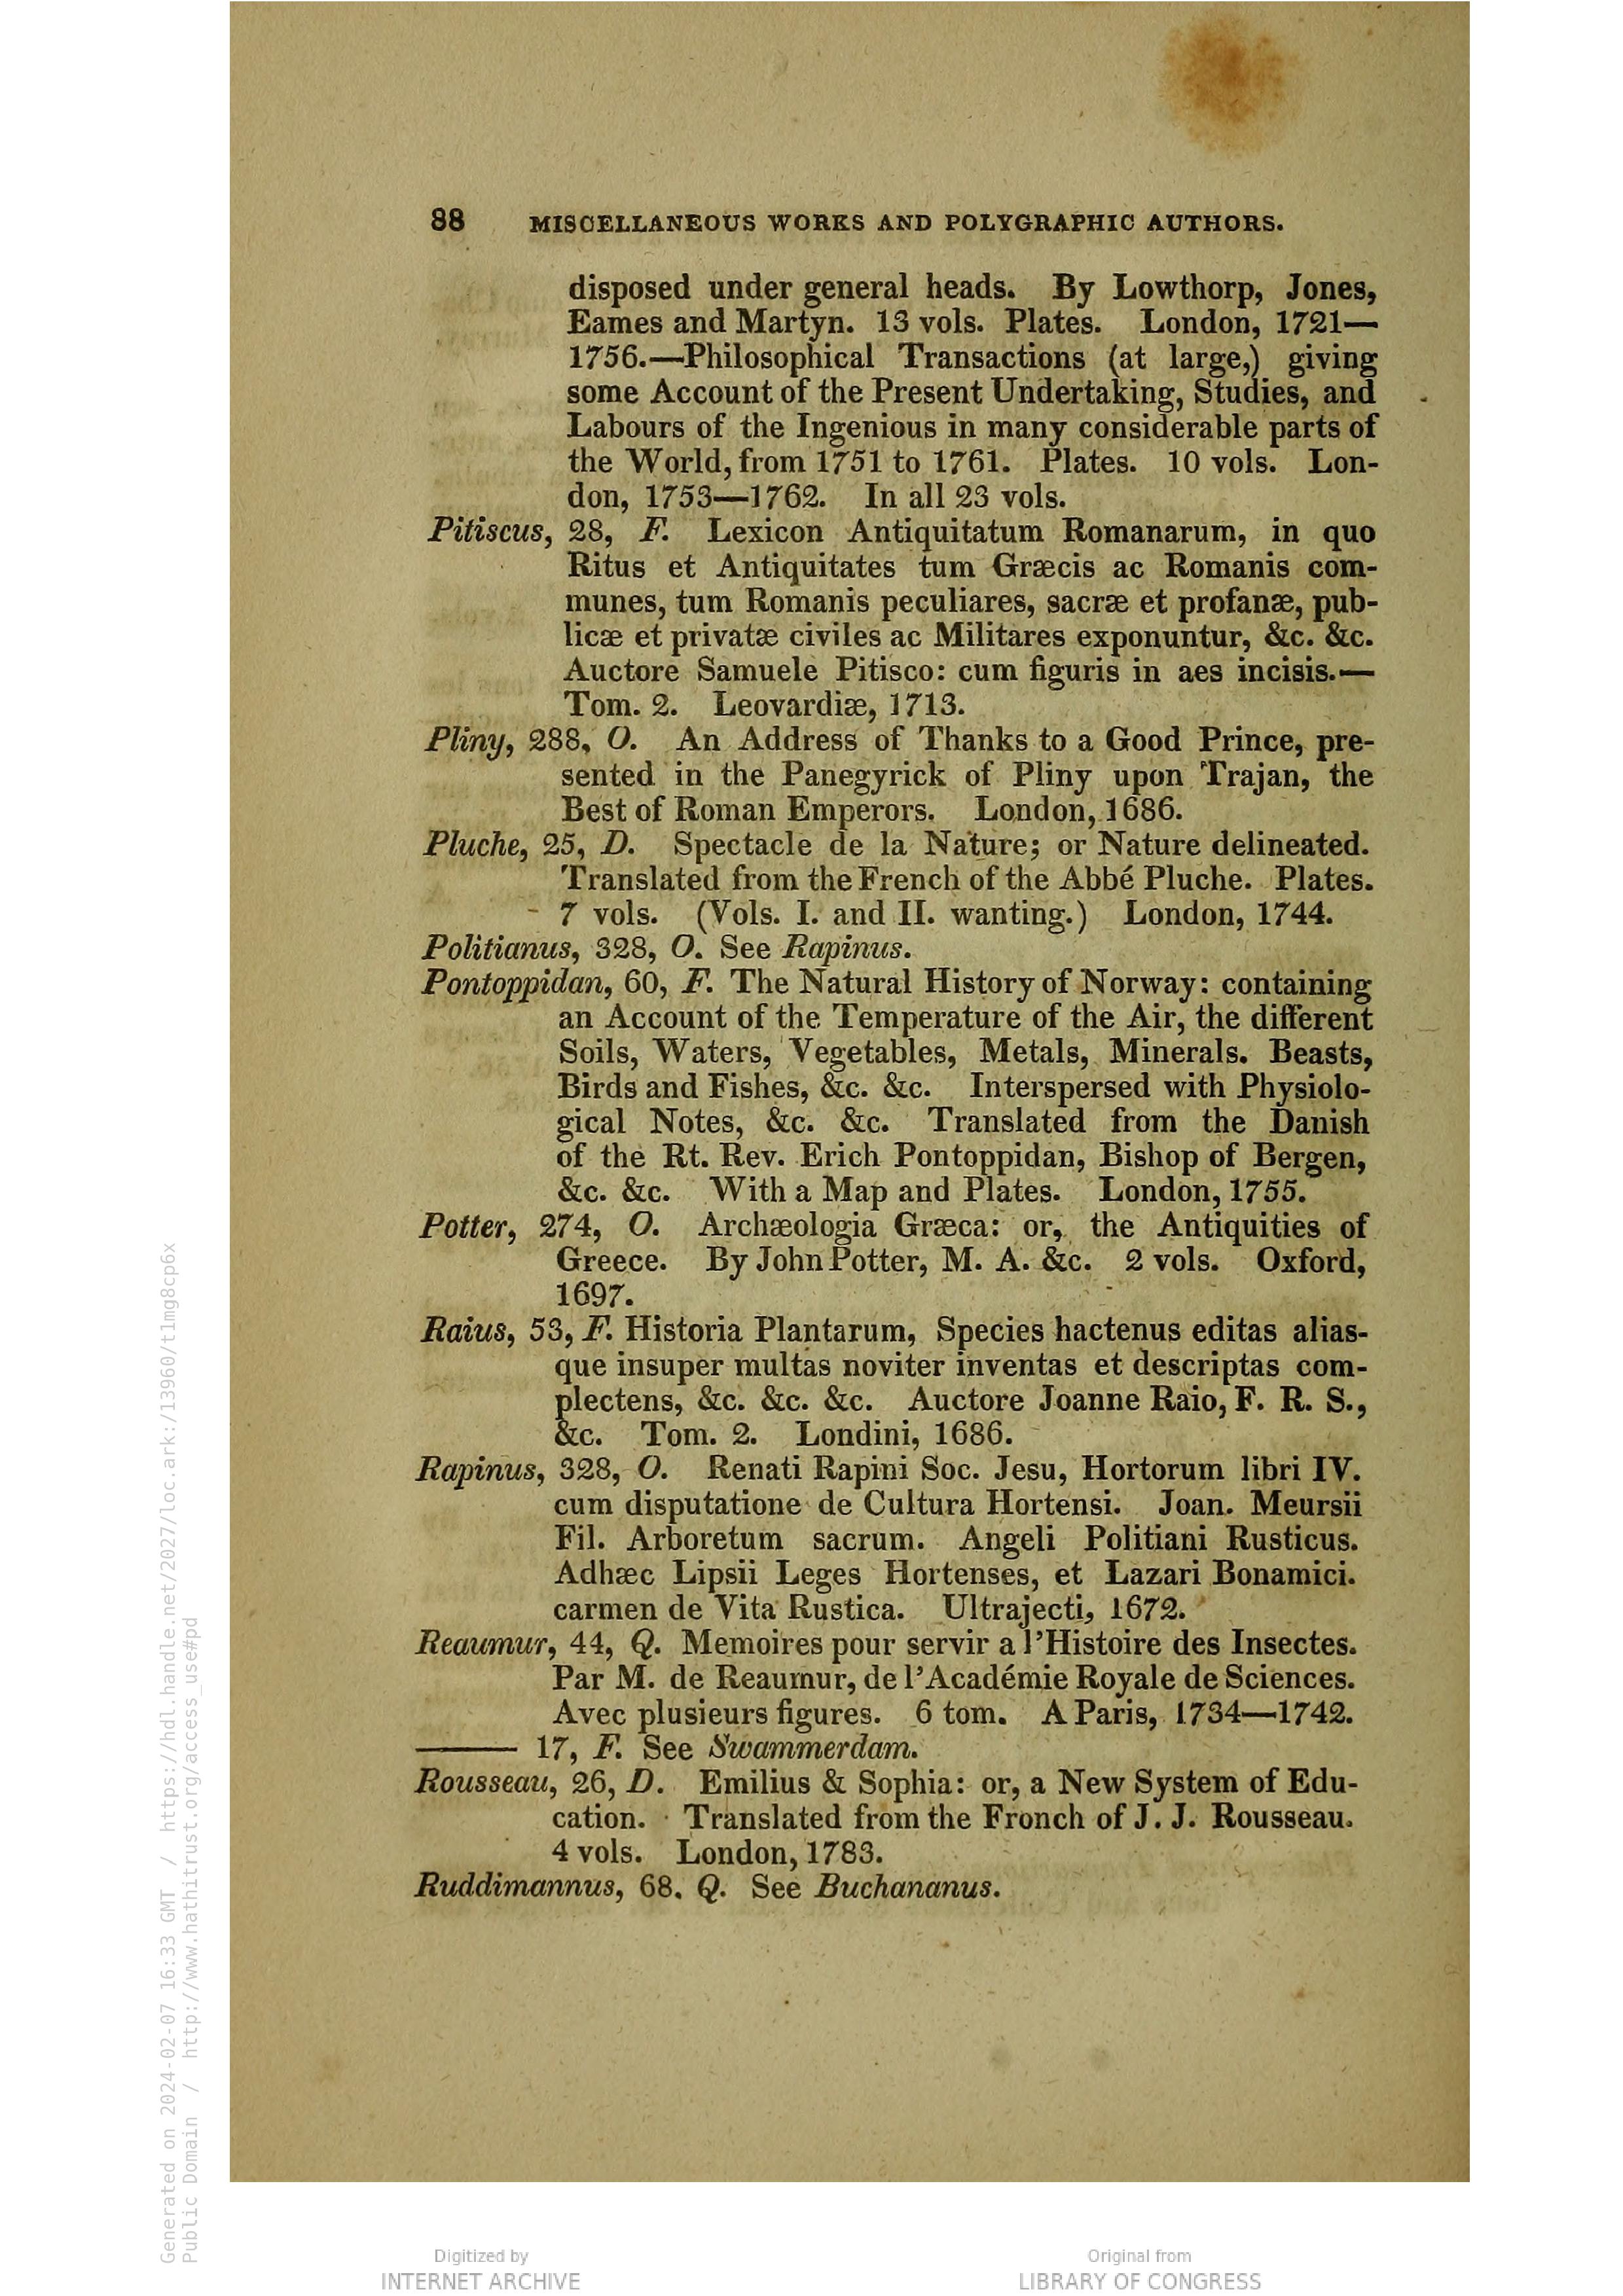 88 MISCELLANEOUS WORKS AND POLYGRAPHIC AUTHORS.
disposed under general heads. By Lowthorp, Jones,
Eames and Martyn. 13 vols. Plates. London, 1721—
1756.—Philosophical Transactions (at large,) giving
some Account of the Present Undertaking, Studies, and
Labours of the Ingenious in many considerable parts of
the World, from 1751 to 1761. Plates. 10 vols. Lon-
don, 1753—1762. In all 23 vols.
Pitiscus, 28, F. Lexicon Antiquitatum Romanarum, in quo
Ritus et Antiquitates tum Græcis ac Romanis com-
munes, tum Romanis peculiares, sacræ et profanæ, pub-
licæ et privatæ civiles ac Militares exponuntur, &c. &c.
Auctore Samuele Pitisco: cum figuris in aes incisis.—
Tom. 2. Leovardiæ, 1713.
Pliny, 288, O. An Address of Thanks to a Good Prince, pre-
sented in the Panegyrick of Pliny upon Trajan, the
Best of Roman Emperors. London, 1686.
Pluche, 25, D. Spectacle de la Nature; or Nature delineated.
Translated from the French of the Abbé Pluche. Plates.
7 vols. (Vols. I. and II. wanting.) London, 1744.
Politianus, 328, O. See Rapinus.
Pontoppidan, 60, F. The Natural History of Norway: containing
an Account of the Temperature of the Air, the different
Soils, Waters, Vegetables, Metals, Minerals. Beasts,
Birds and Fishes, &c. &c. Interspersed with Physiolo-
gical Notes, &c. &c. Translated from the Danish
of the Rt. Rev. Erich Pontoppidan, Bishop of Bergen,
&c. &c. With a Map and Plates. London, 1755.
Potter, 274, O. Archæologia Græca: or, the Antiquities of
Greece. By John Potter, M. A. &c. 2 vols. Oxford,
1697.
Raius, 53, F. Historia Plantarum, Species hactenus editas alias-
que insuper multas noviter inventas et descriptas com-
plectens, &c. &c. &c. Auctore Joanne Raio, F. R. S.,
&c. Tom. 2. Londini, 1686.
Rapinus, 328, O. Renati Rapini Soc. Jesu, Hortorum libri IV.
cum disputatione de Cultura Hortensi. Joan. Meursii
Fil. Arboretum sacrum. Angeli Politiani Rusticus.
Adhæc Lipsii Leges Hortenses, et Lazari Bonamici.
carmen de Vita Rustica. Ultrajecti, 1672.
Reaumur, 44, Q. Memoires pour servir a l'Histoire des Insectes.
Par M. de Reaumur, de l'Académie Royale de Sciences.
Avec plusieurs figures. 6 tom. A Paris, 1734—1742.
——— 17, F. See Swammerdam.
Rousseau, 26, D. Emilius & Sophia: or, a New System of Edu-
cation. Translated from the Fronch of J. J. Rousseau.
4 vols. London, 1783.
Ruddimannus, 68. Q. See Buchananus.
Generated on 2024-02-07 16:33 GMT / https://hdl.handle.net/2027/loc.ark:/13960/t1mg8cp6x
Public Domain / http://www.hathitrust.org/access_use#pd
Digitized by
INTERNET ARCHIVE
Original from
LIBRARY OF CONGRESS